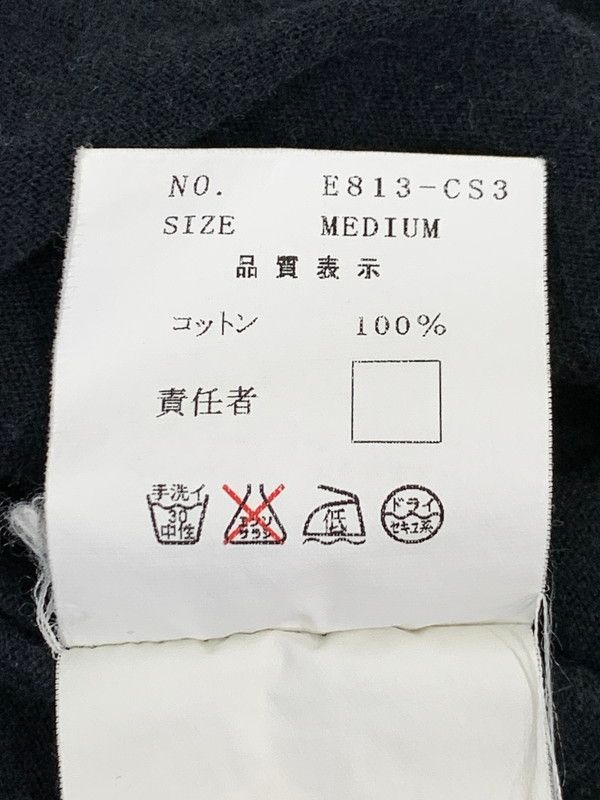 NO. E813-CS3
SIZE MEDIUM
品質表示
コットン 100%
責任者
手洗イ
30
中性
エンソ
サラシ
低
ドライ
セキユ系